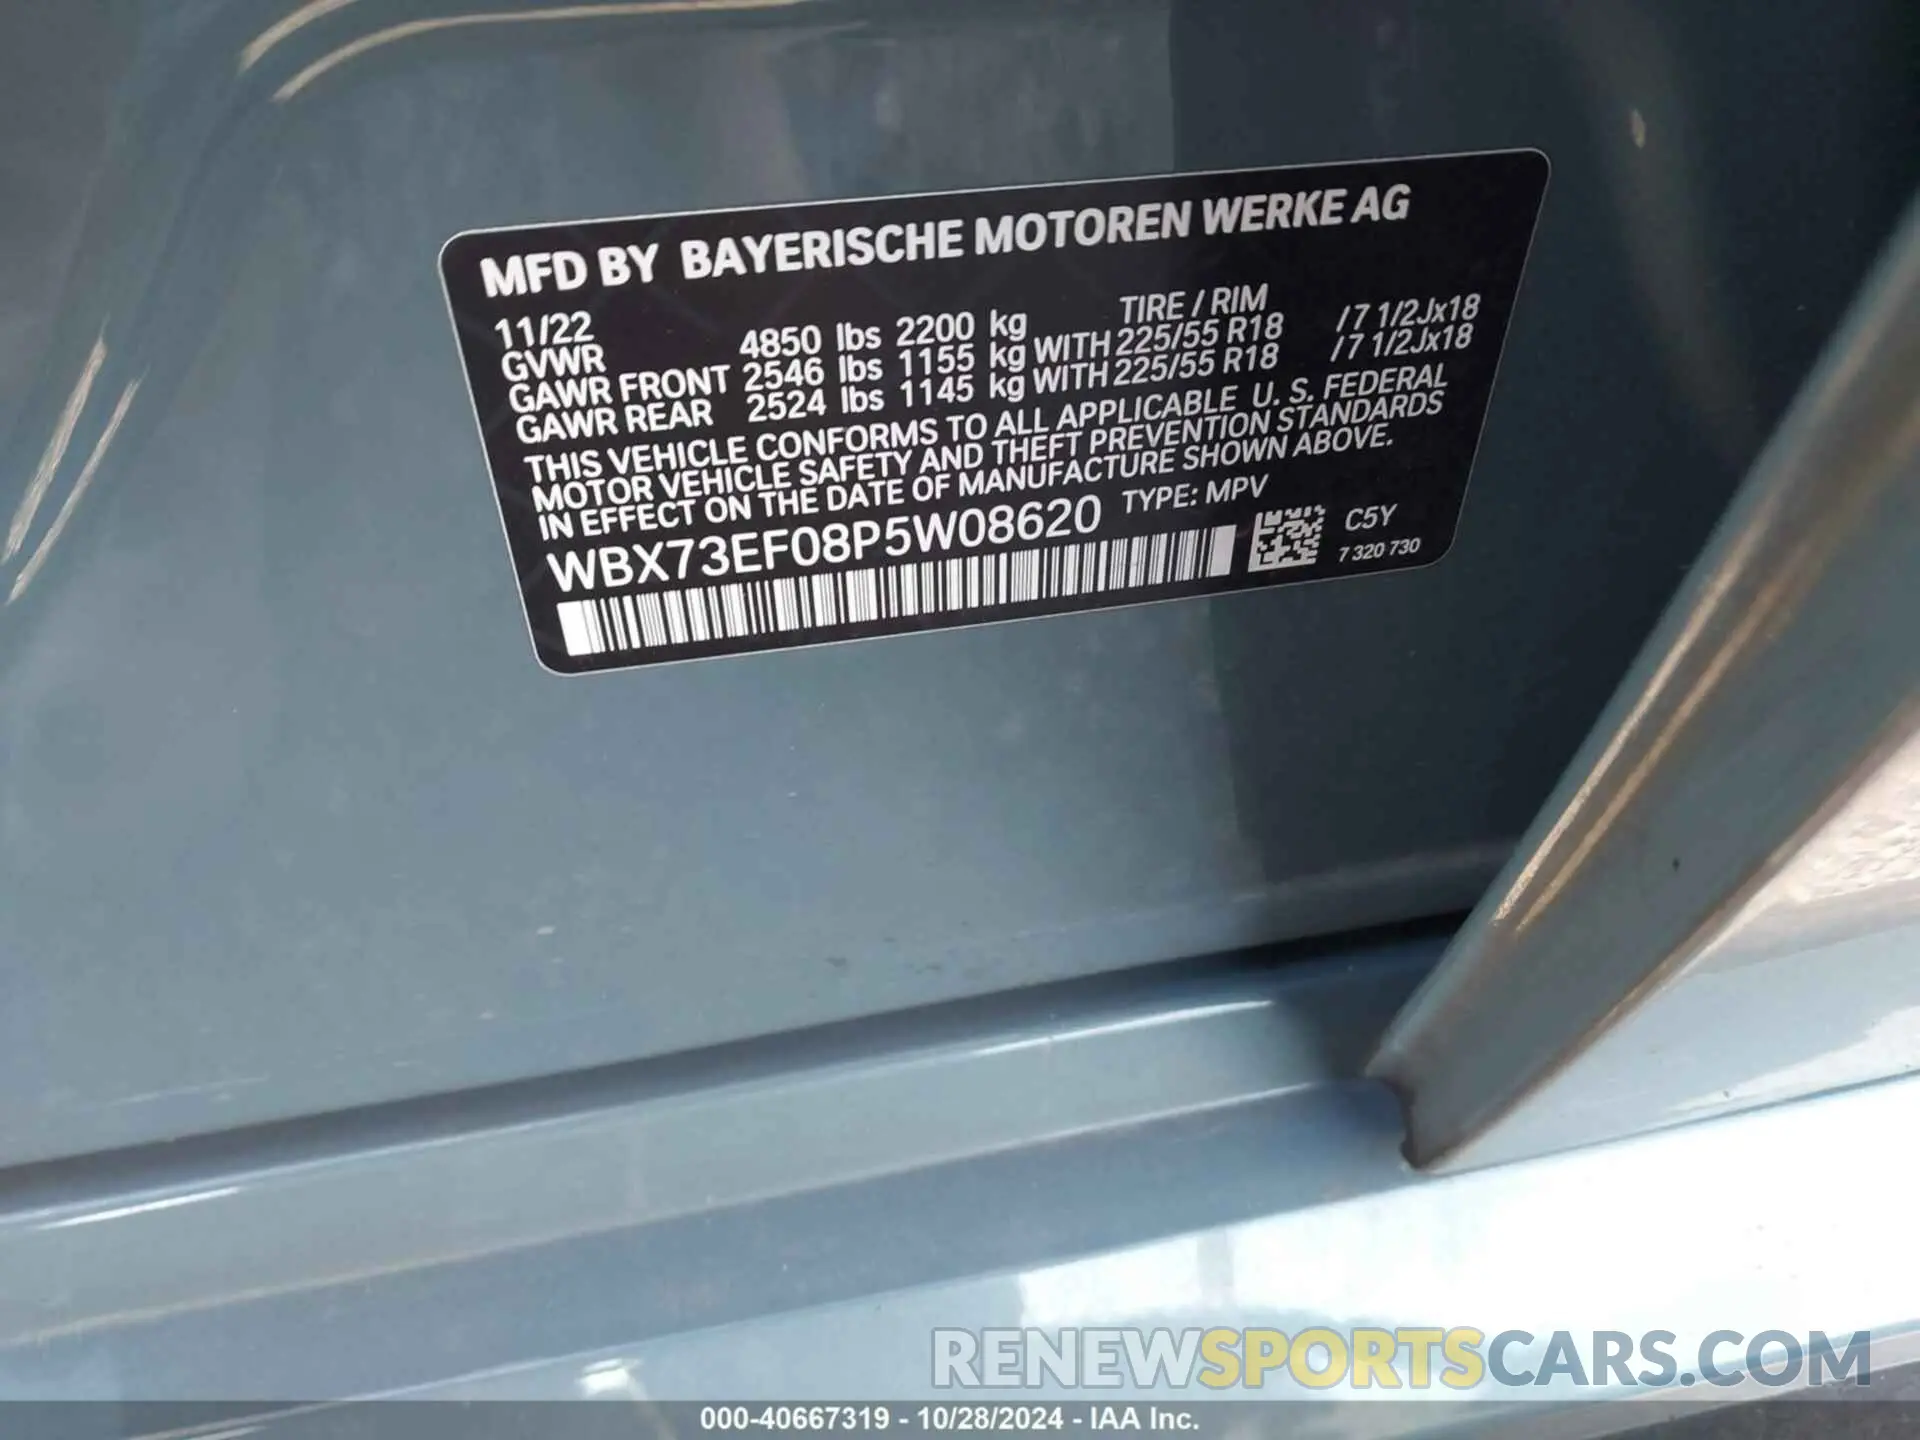 MFD BY BAYERISCHE MOTOREN WERKE AG
11/22 TIRE / RIM
GVWR 4850 lbs 2200 kg
GAWR FRONT 2546 lbs 1155 kg WITH 225/55 R18 / 7 1/2Jx18
GAWR REAR 2524 lbs 1145 kg WITH 225/55 R18 / 7 1/2Jx18
THIS VEHICLE CONFORMS TO ALL APPLICABLE U. S. FEDERAL
MOTOR VEHICLE SAFETY AND THEFT PREVENTION STANDARDS
IN EFFECT ON THE DATE OF MANUFACTURE SHOWN ABOVE.
WBX73EF08P5W08620 TYPE: MPV
C5Y
7 320 730
RENEWSPORTSCARS.COM
000-40667319 - 10/28/2024 - IAA Inc.